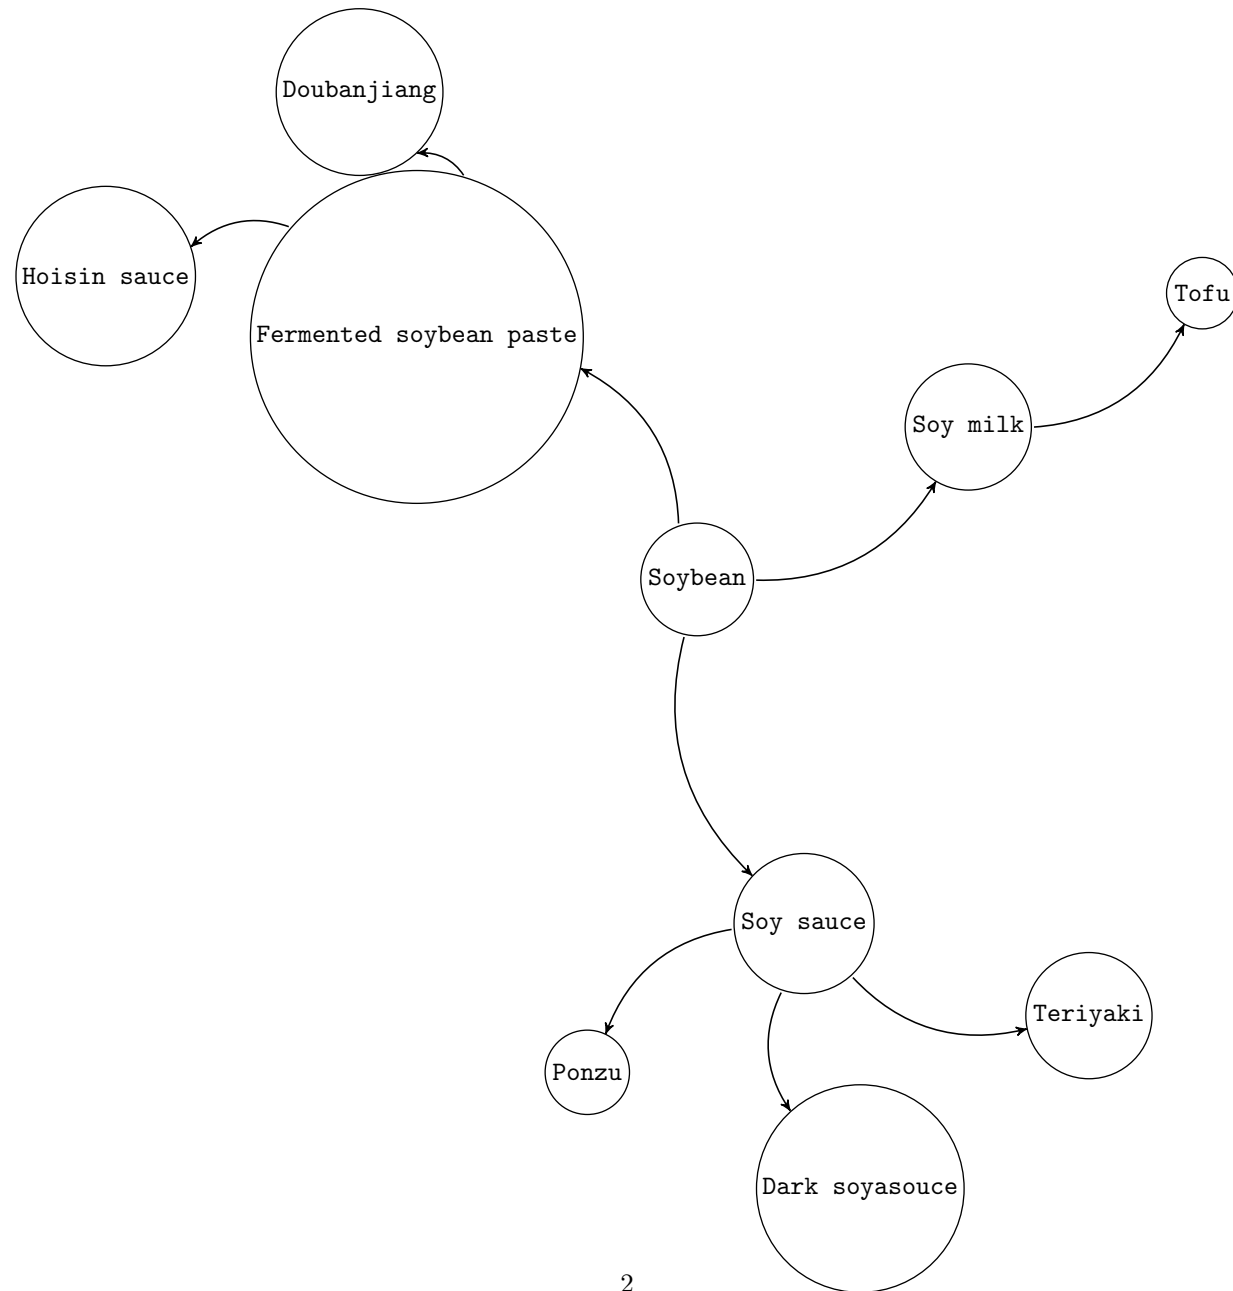 Doubanjiang
Hoisin sauce
Tofu
Fermented soybean paste
Soy milk
Soybean
Soy sauce
Teriyaki
Ponzu
Dark soyasouce
2